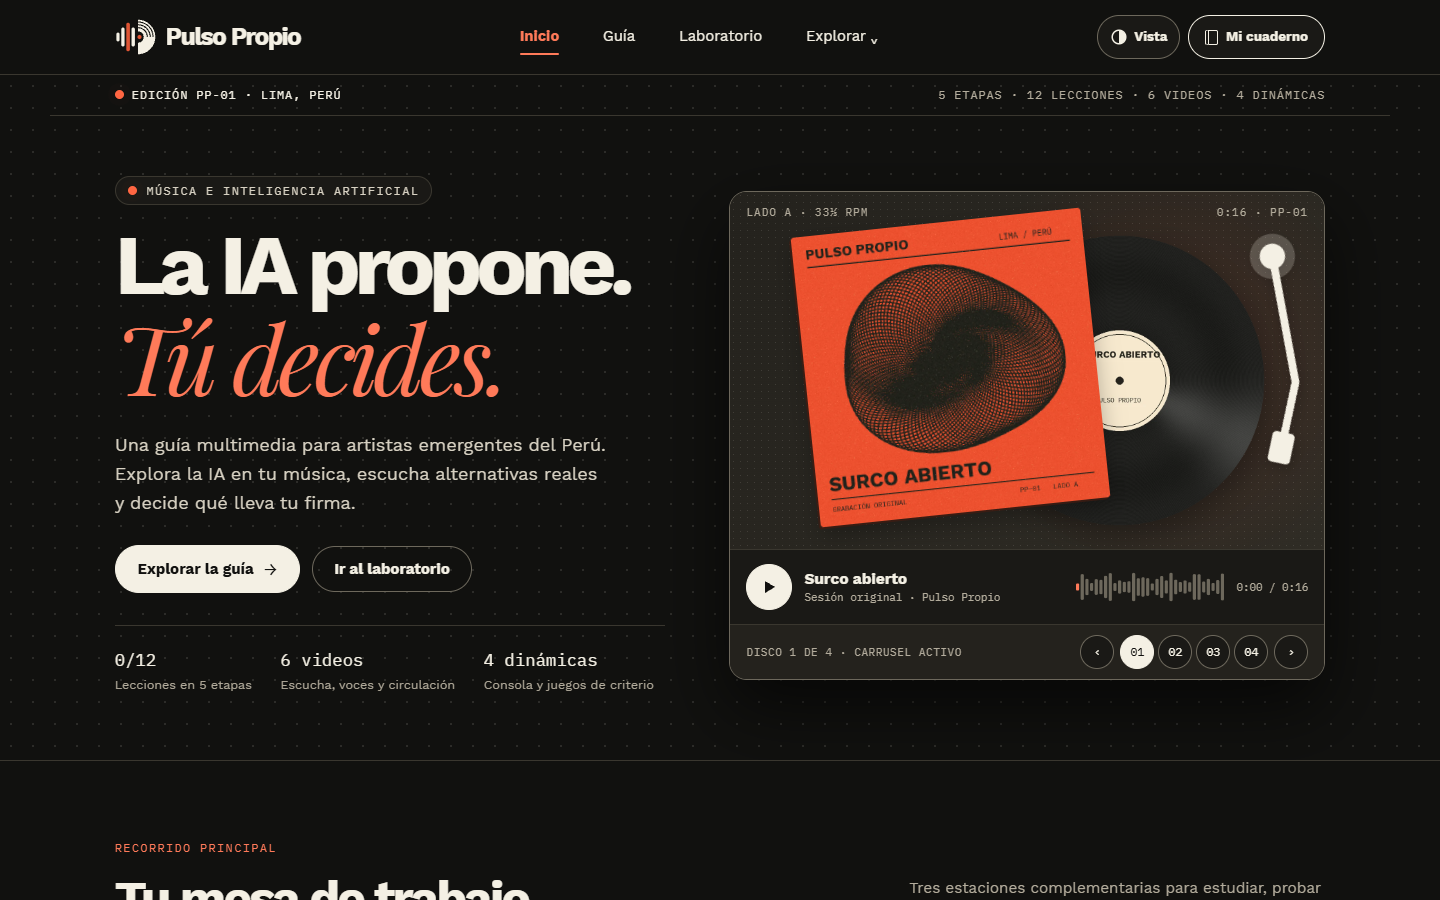 Pulso Propio
Inicio
Guía
Laboratorio
Explorar
Vista
Mi cuaderno
EDICIÓN PP-01 · LIMA, PERÚ
5 ETAPAS · 12 LECCIONES · 6 VIDEOS · 4 DINÁMICAS
MÚSICA E INTELIGENCIA ARTIFICIAL
La IA propone.
Tú decides.
Una guía multimedia para artistas emergentes del Perú.
Explora la IA en tu música, escucha alternativas reales
y decide qué lleva tu firma.
Explorar la guía →
Ir al laboratorio
0/12
Lecciones en 5 etapas
6 videos
Escucha, voces y circulación
4 dinámicas
Consola y juegos de criterio
LADO A · 33⅓ RPM
0:16 · PP-01
PULSO PROPIO
LIMA / PERÚ
SURCO ABIERTO
PP-01 LADO A
GRABACIÓN ORIGINAL
URCO ABIERTO
ULSO PROPIO
Surco abierto
Sesión original · Pulso Propio
0:00 / 0:16
DISCO 1 DE 4 · CARRUSEL ACTIVO
‹ 01 02 03 04 ›
RECORRIDO PRINCIPAL
Tu mesa de trabajo
Tres estaciones complementarias para estudiar, probar